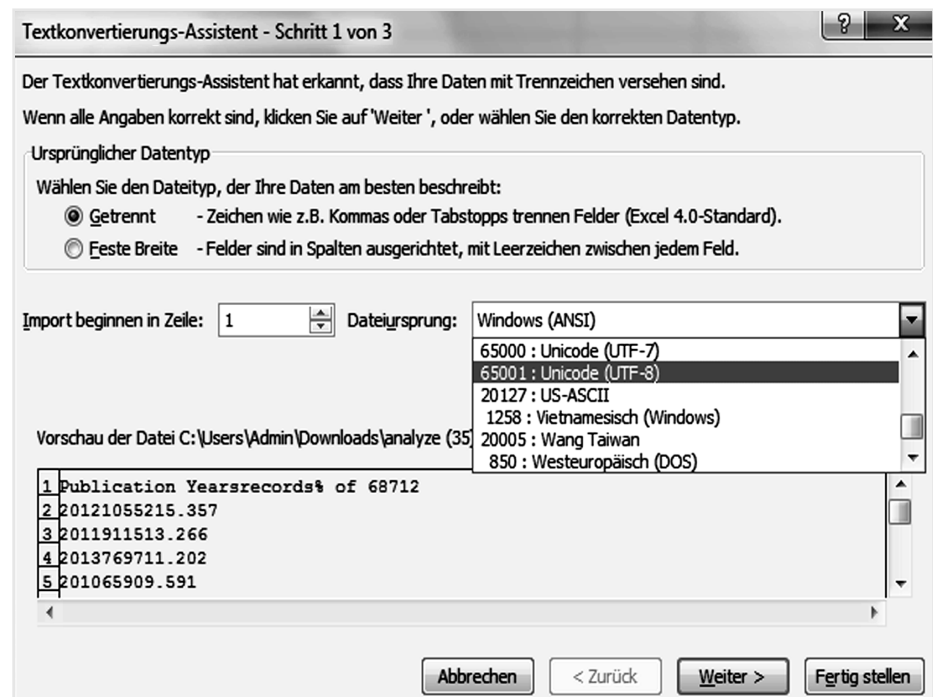 Textkonvertierungs-Assistent - Schritt 1 von 3
? X
Der Textkonvertierungs-Assistent hat erkannt, dass Ihre Daten mit Trennzeichen versehen sind.
Wenn alle Angaben korrekt sind, klicken Sie auf 'Weiter ', oder wählen Sie den korrekten Datentyp.
Ursprünglicher Datentyp
Wählen Sie den Dateityp, der Ihre Daten am besten beschreibt:
Getrennt - Zeichen wie z.B. Kommas oder Tabstopps trennen Felder (Excel 4.0-Standard).
Feste Breite - Felder sind in Spalten ausgerichtet, mit Leerzeichen zwischen jedem Feld.
Import beginnen in Zeile: 1 Dateiursprung: Windows (ANSI)
65000 : Unicode (UTF-7)
65001 : Unicode (UTF-8)
20127 : US-ASCII
1258 : Vietnamesisch (Windows)
20005 : Wang Taiwan
850 : Westeuropäisch (DOS)
Vorschau der Datei C:\Users\Admin\Downloads\analyze (35)
1 Publication Yearsrecords% of 68712
2 20121055215.357
3 2011911513.266
4 2013769711.202
5 201065909.591
Abbrechen < Zurück Weiter > Fertig stellen